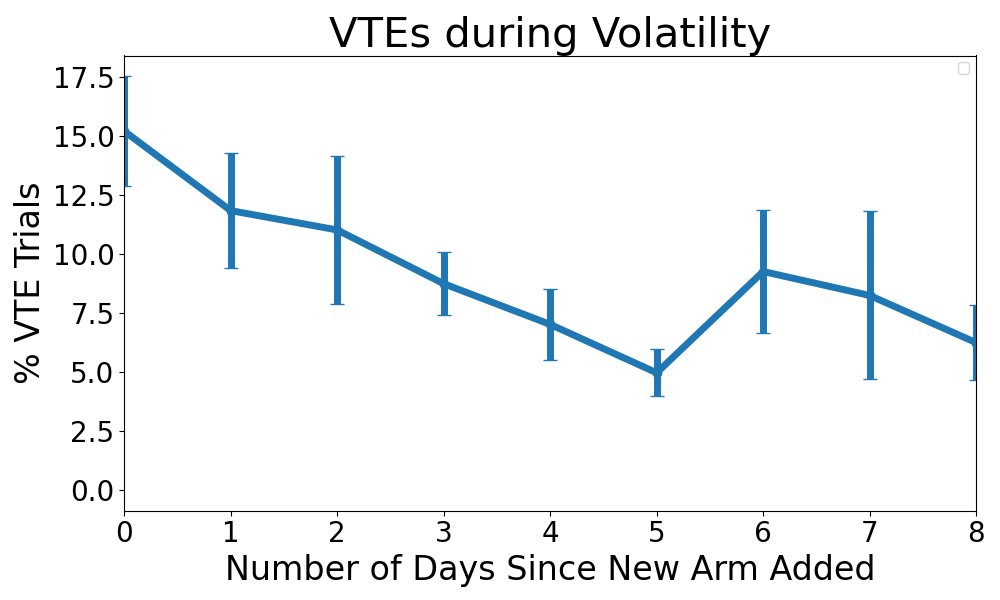 VTEs during Volatility
% VTE Trials
17.5
15.0
12.5
10.0
7.5
5.0
2.5
0.0
0 1 2 3 4 5 6 7 8
Number of Days Since New Arm Added